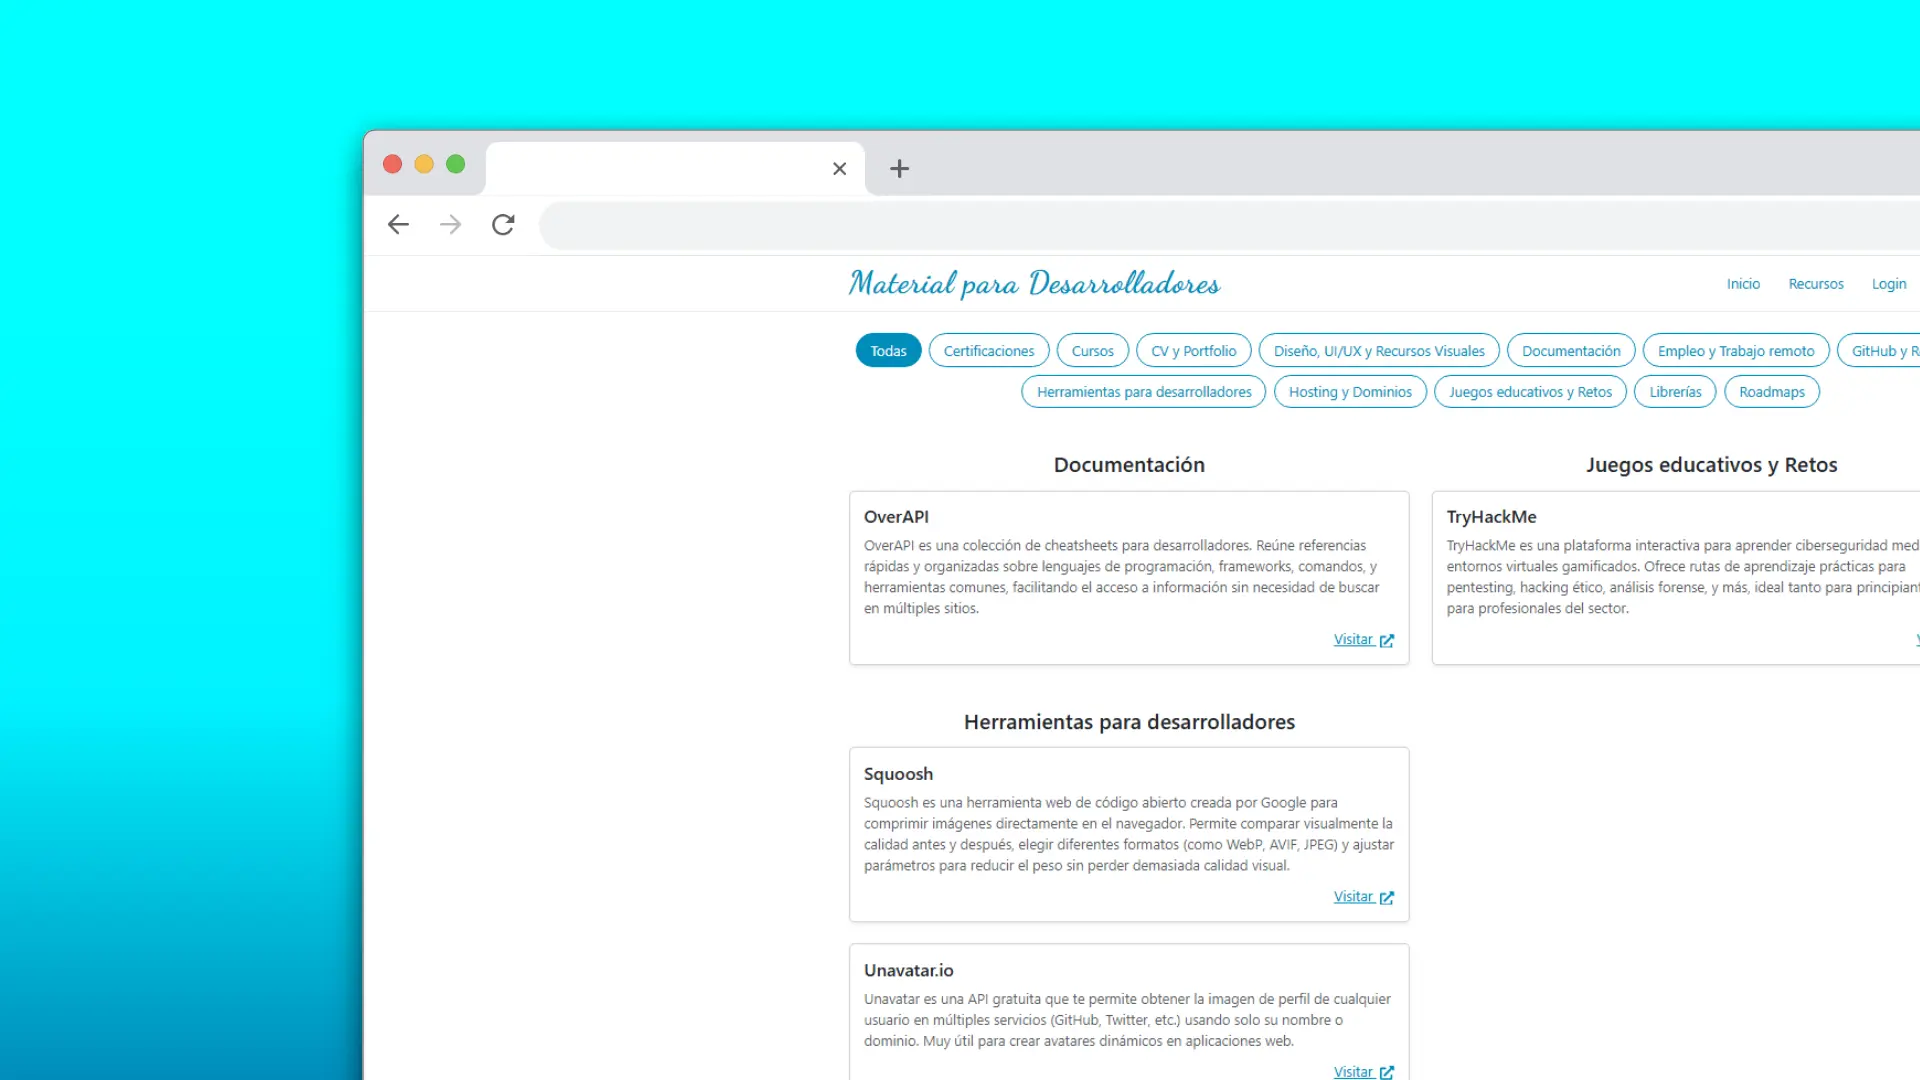 Material para Desarrolladores
Inicio Recursos Login
Todas Certificaciones Cursos CV y Portfolio Diseño, UI/UX y Recursos Visuales Documentación Empleo y Trabajo remoto GitHub y
Herramientas para desarrolladores Hosting y Dominios Juegos educativos y Retos Librerías Roadmaps
Documentación
OverAPI
OverAPI es una colección de cheatsheets para desarrolladores. Reúne referencias
rápidas y organizadas sobre lenguajes de programación, frameworks, comandos, y
herramientas comunes, facilitando el acceso a información sin necesidad de buscar
en múltiples sitios.
Visitar
Juegos educativos y Retos
TryHackMe
TryHackMe es una plataforma interactiva para aprender ciberseguridad
entornos virtuales gamificados. Ofrece rutas de aprendizaje prácticas para
pentesting, hacking ético, análisis forense, y más, ideal tanto para
para profesionales del sector.
Herramientas para desarrolladores
Squoosh
Squoosh es una herramienta web de código abierto creada por Google para
comprimir imágenes directamente en el navegador. Permite comparar visualmente la
calidad antes y después, elegir diferentes formatos (como WebP, AVIF, JPEG) y ajustar
parámetros para reducir el peso sin perder demasiada calidad visual.
Visitar
Unavatar.io
Unavatar es una API gratuita que te permite obtener la imagen de perfil de cualquier
usuario en múltiples servicios (GitHub, Twitter, etc.) usando solo su nombre o
dominio. Muy útil para crear avatares dinámicos en aplicaciones web.
Visitar